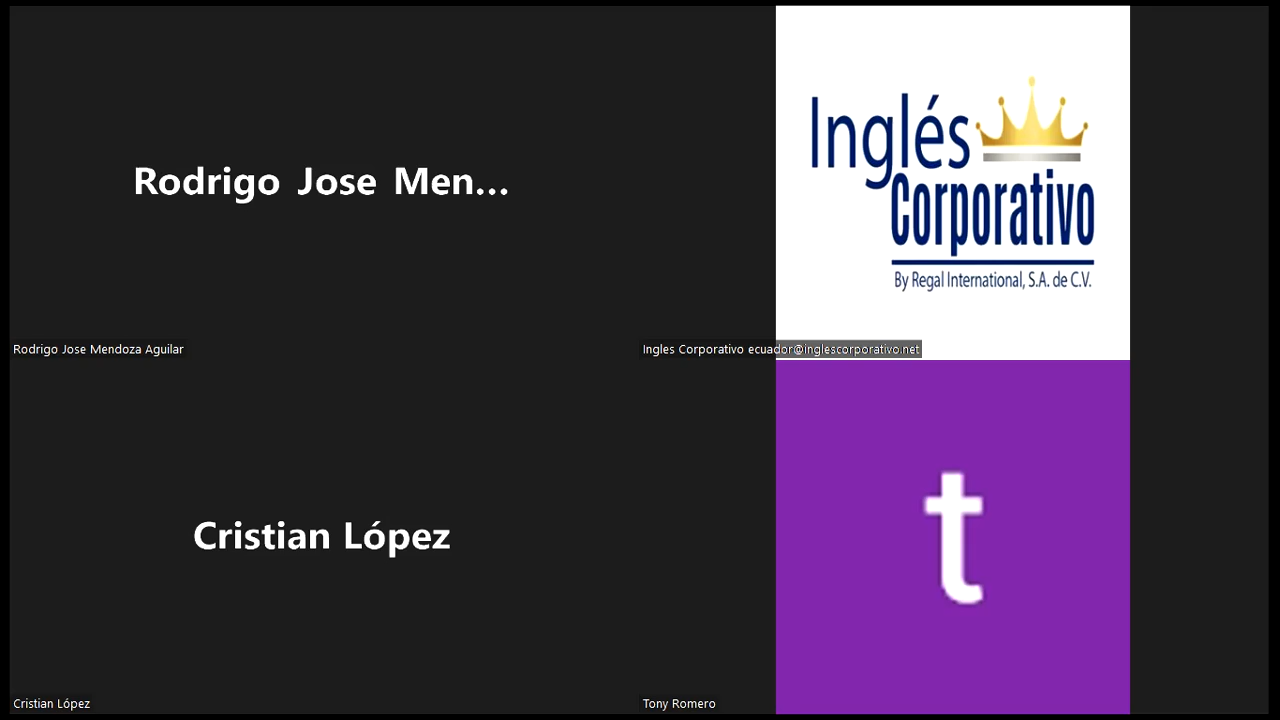 Rodrigo Jose Men...
Rodrigo Jose Mendoza Aguilar
Inglés
Corporativo
By Regal International, S.A. de C.V.
Ingles Corporativo ecuador@inglescorporativo.net
Cristian López
Cristian López
t
Tony Romero